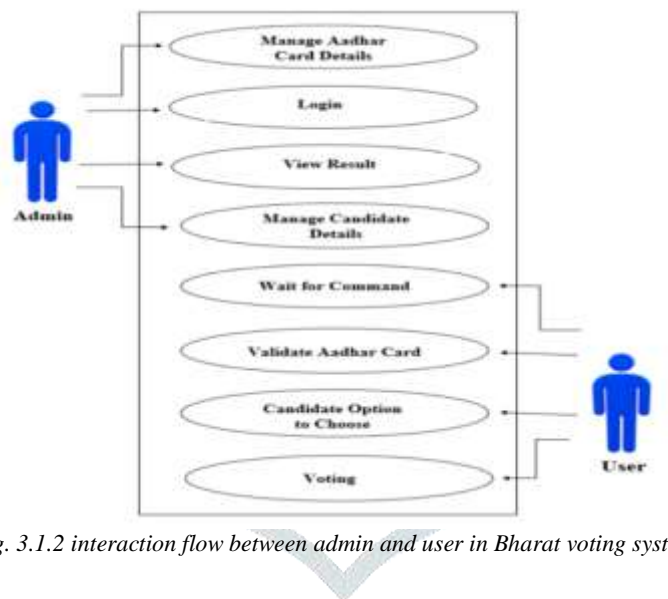 Manage Aadhar
Card Details
Login
View Result
Admin
Manage Candidate
Details
Wait for Command
Validate Aadhar Card
Candidate Option
to Choose
User
Voting
g. 3.1.2 interaction flow between admin and user in Bharat voting syst